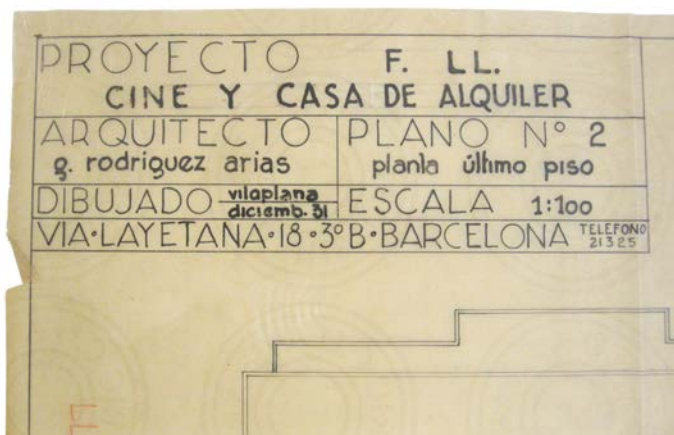 PROYECTO F. LL.
CINE Y CASA DE ALQUILER
ARQUITECTO
g. rodriguez arias
PLANO Nº 2
planta último piso
DIBUJADO vilaplana diciemb. 31
ESCALA 1:100
VIA·LAYETANA·18·3º B·BARCELONA TELEFONO 21325